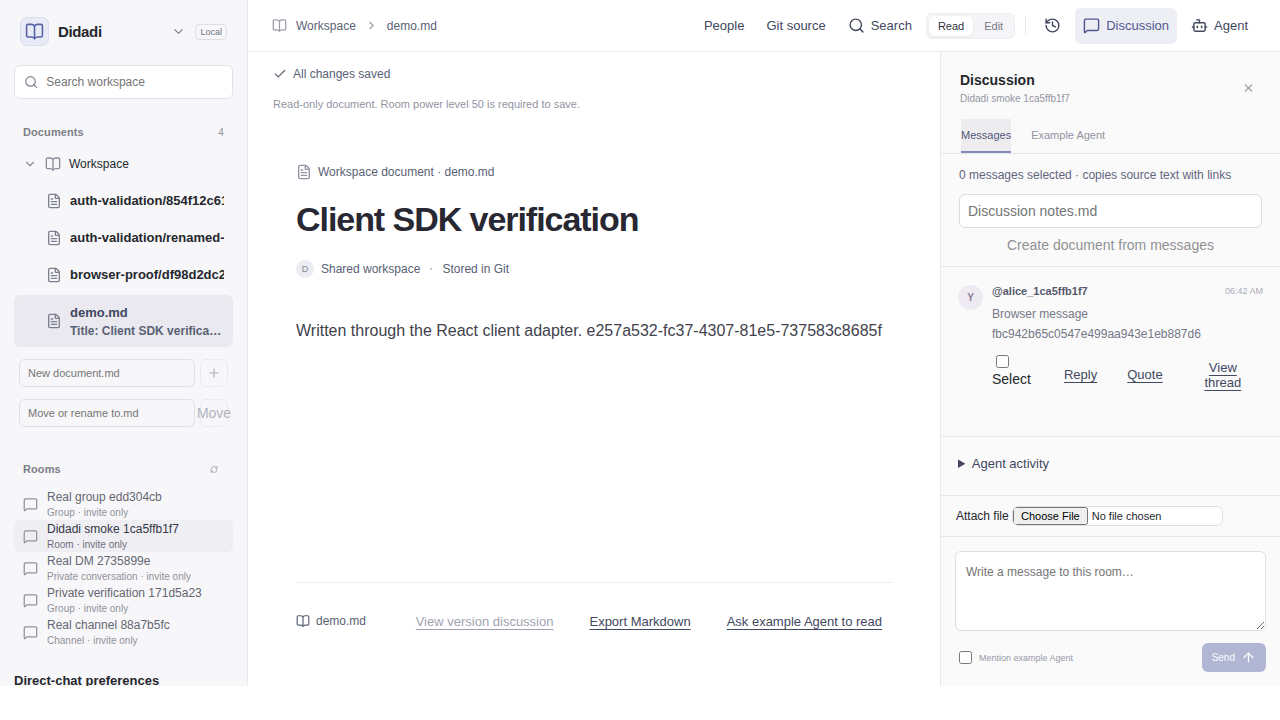 Didadi
Local
Search workspace
Documents 4
Workspace
auth-validation/854f12c6
auth-validation/renamed-
browser-proof/df98d2dc2
demo.md
Title: Client SDK verifica…
New document.md
Move or rename to.md Move
Rooms
Real group edd304cb
Group · invite only
Didadi smoke 1ca5ffb1f7
Room · invite only
Real DM 2735899e
Private conversation · invite only
Private verification 171d5a23
Group · invite only
Real channel 88a7b5fc
Channel · invite only
Direct-chat preferences
Workspace demo.md
People Git source Search Read Edit Discussion Agent
All changes saved
Read-only document. Room power level 50 is required to save.
Workspace document · demo.md
Client SDK verification
D Shared workspace · Stored in Git
Written through the React client adapter. e257a532-fc37-4307-81e5-737583c8685f
demo.md View version discussion Export Markdown Ask example Agent to read
Discussion
Didadi smoke 1ca5ffb1f7
Messages Example Agent
0 messages selected · copies source text with links
Discussion notes.md
Create document from messages
Y @alice_1ca5ffb1f7 06:42 AM
Browser message
fbc942b65c0547e499aa943e1eb887d6
Select Reply Quote View thread
Agent activity
Attach file Choose File No file chosen
Write a message to this room…
Mention example Agent Send